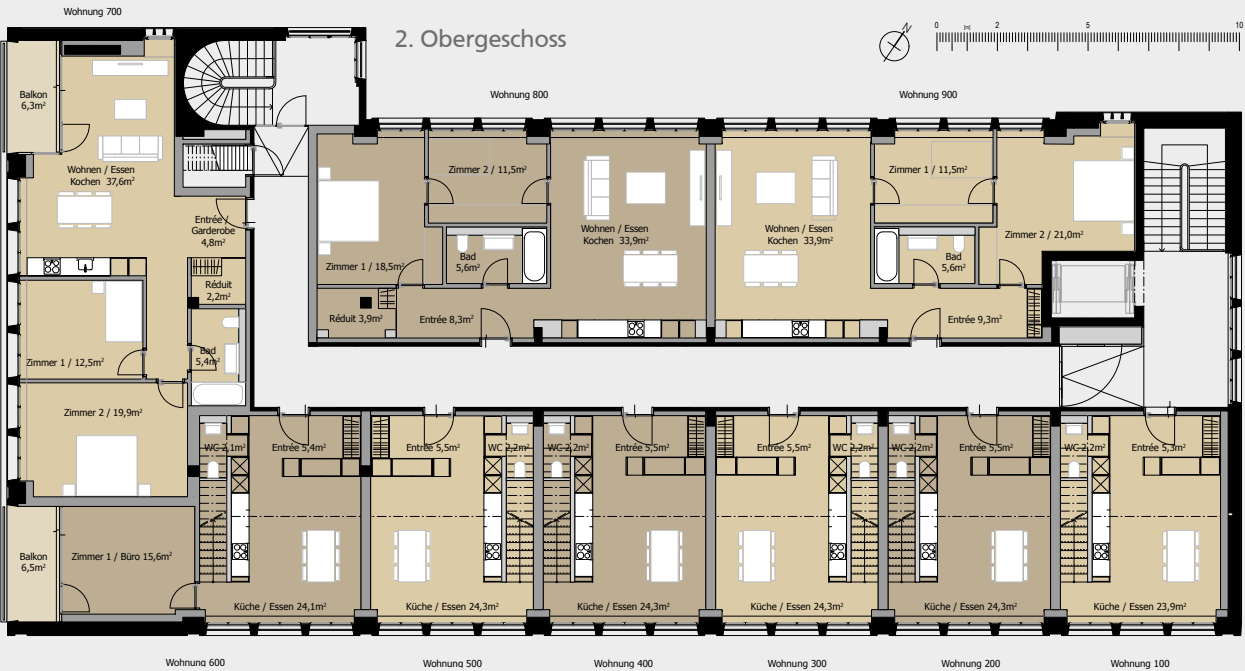 Wohnung 700
2. Obergeschoss
0 [m] 2 5 10
N
Wohnung 800
Wohnung 900
Balkon
6,3m²
Wohnen / Essen
Kochen 37,6m²
Entrée /
Garderobe
4,8m²
Réduit
2,2m²
Bad
5,4m²
Zimmer 1 / 12,5m²
Zimmer 2 / 19,9m²
Zimmer 2 / 11,5m²
Zimmer 1 / 18,5m²
Bad
5,6m²
Réduit 3,9m²
Entrée 8,3m²
Wohnen / Essen
Kochen 33,9m²
Wohnen / Essen
Kochen 33,9m²
Zimmer 1 / 11,5m²
Zimmer 2 / 21,0m²
Bad
5,6m²
Entrée 9,3m²
Balkon
6,5m²
Zimmer 1 / Büro 15,6m²
WC 2,1m²
Entrée 5,4m²
Küche / Essen 24,1m²
Entrée 5,5m²
WC 2,2m²
Küche / Essen 24,3m²
WC 2,2m²
Entrée 5,5m²
Küche / Essen 24,3m²
Entrée 5,5m²
WC 2,2m²
Küche / Essen 24,3m²
WC 2,2m²
Entrée 5,5m²
Küche / Essen 24,3m²
WC 2,2m²
Entrée 5,3m²
Küche / Essen 23,9m²
Wohnung 600
Wohnung 500
Wohnung 400
Wohnung 300
Wohnung 200
Wohnung 100